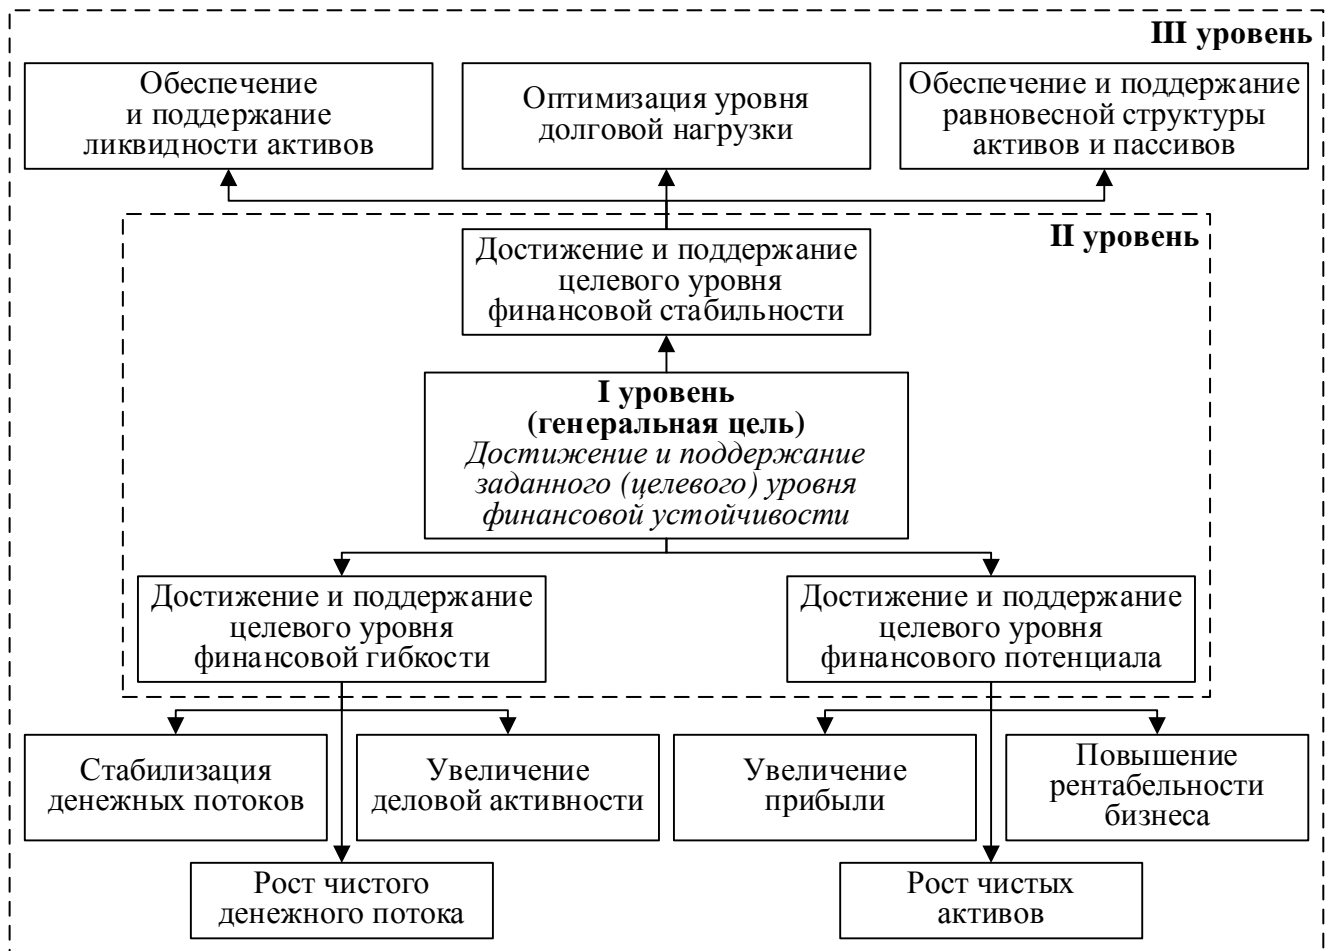 III уровень
Обеспечение
и поддержание
ликвидности активов
Оптимизация уровня
долговой нагрузки
Обеспечение и поддержание
равновесной структуры
активов и пассивов
II уровень
Достижение и поддержание
целевого уровня
финансовой стабильности
I уровень
(генеральная цель)
Достижение и поддержание
заданного (целевого) уровня
финансовой устойчивости
Достижение и поддержание
целевого уровня
финансовой гибкости
Достижение и поддержание
целевого уровня
финансового потенциала
Стабилизация
денежных потоков
Увеличение
деловой активности
Увеличение
прибыли
Повышение
рентабельности
бизнеса
Рост чистого
денежного потока
Рост чистых
активов